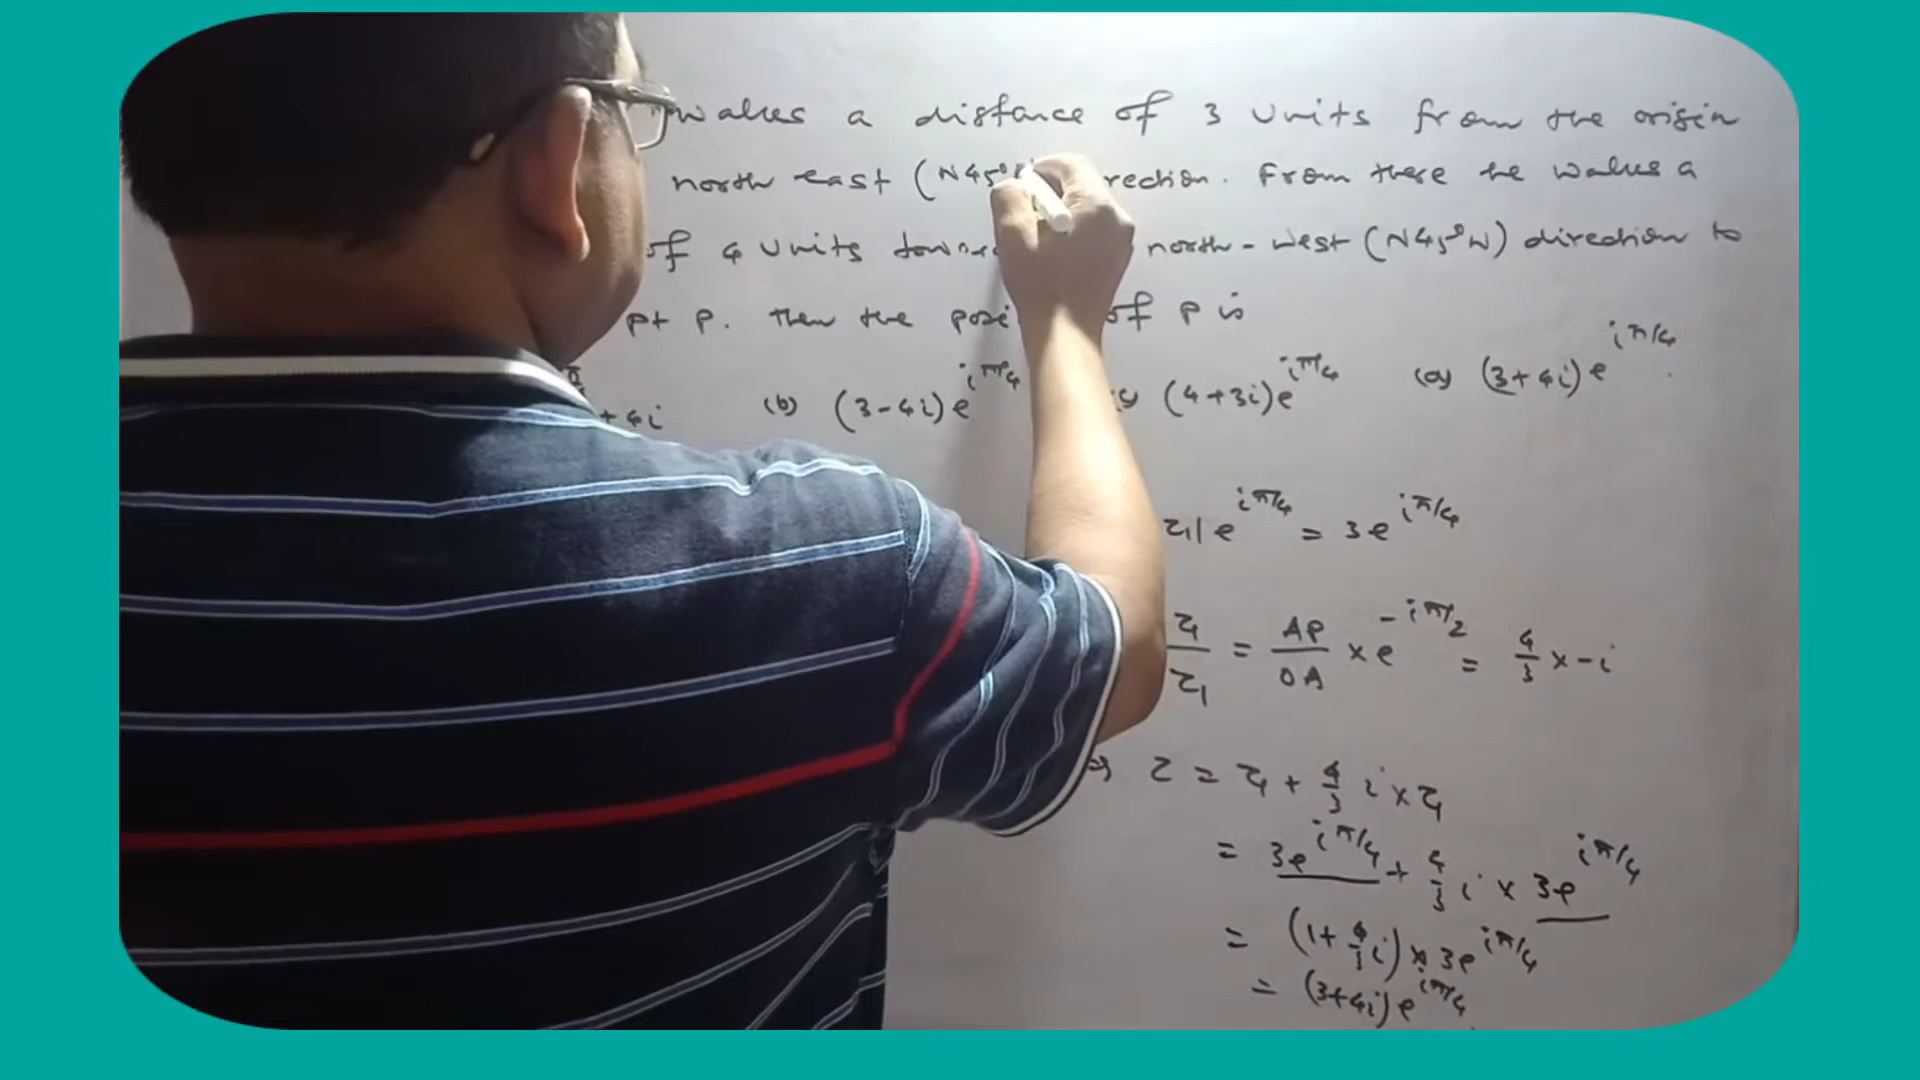 walks a distance of 3 units from the origin
north east (N45° rection. From there he walks a
of 4 units towar north-west (N45°W) direction to
pt P. Then the posi of P is
+4i (b) (3-4i)e^{iπ/4} (4+3i)e^{iπ/4} (d) (3+4i)e^{iπ/4}
z₁|e^{iπ/4} = 3e^{iπ/4}
z₁/z₁ = AP/OA × e^{-iπ/2} = 4/3 × -i
⇒ z = z₁ + 4/3 i × z₁
= 3e^{iπ/4} + 4/3 i × 3e^{iπ/4}
= (1+4/3 i) × 3e^{iπ/4}
= (3+4i)e^{iπ/4}